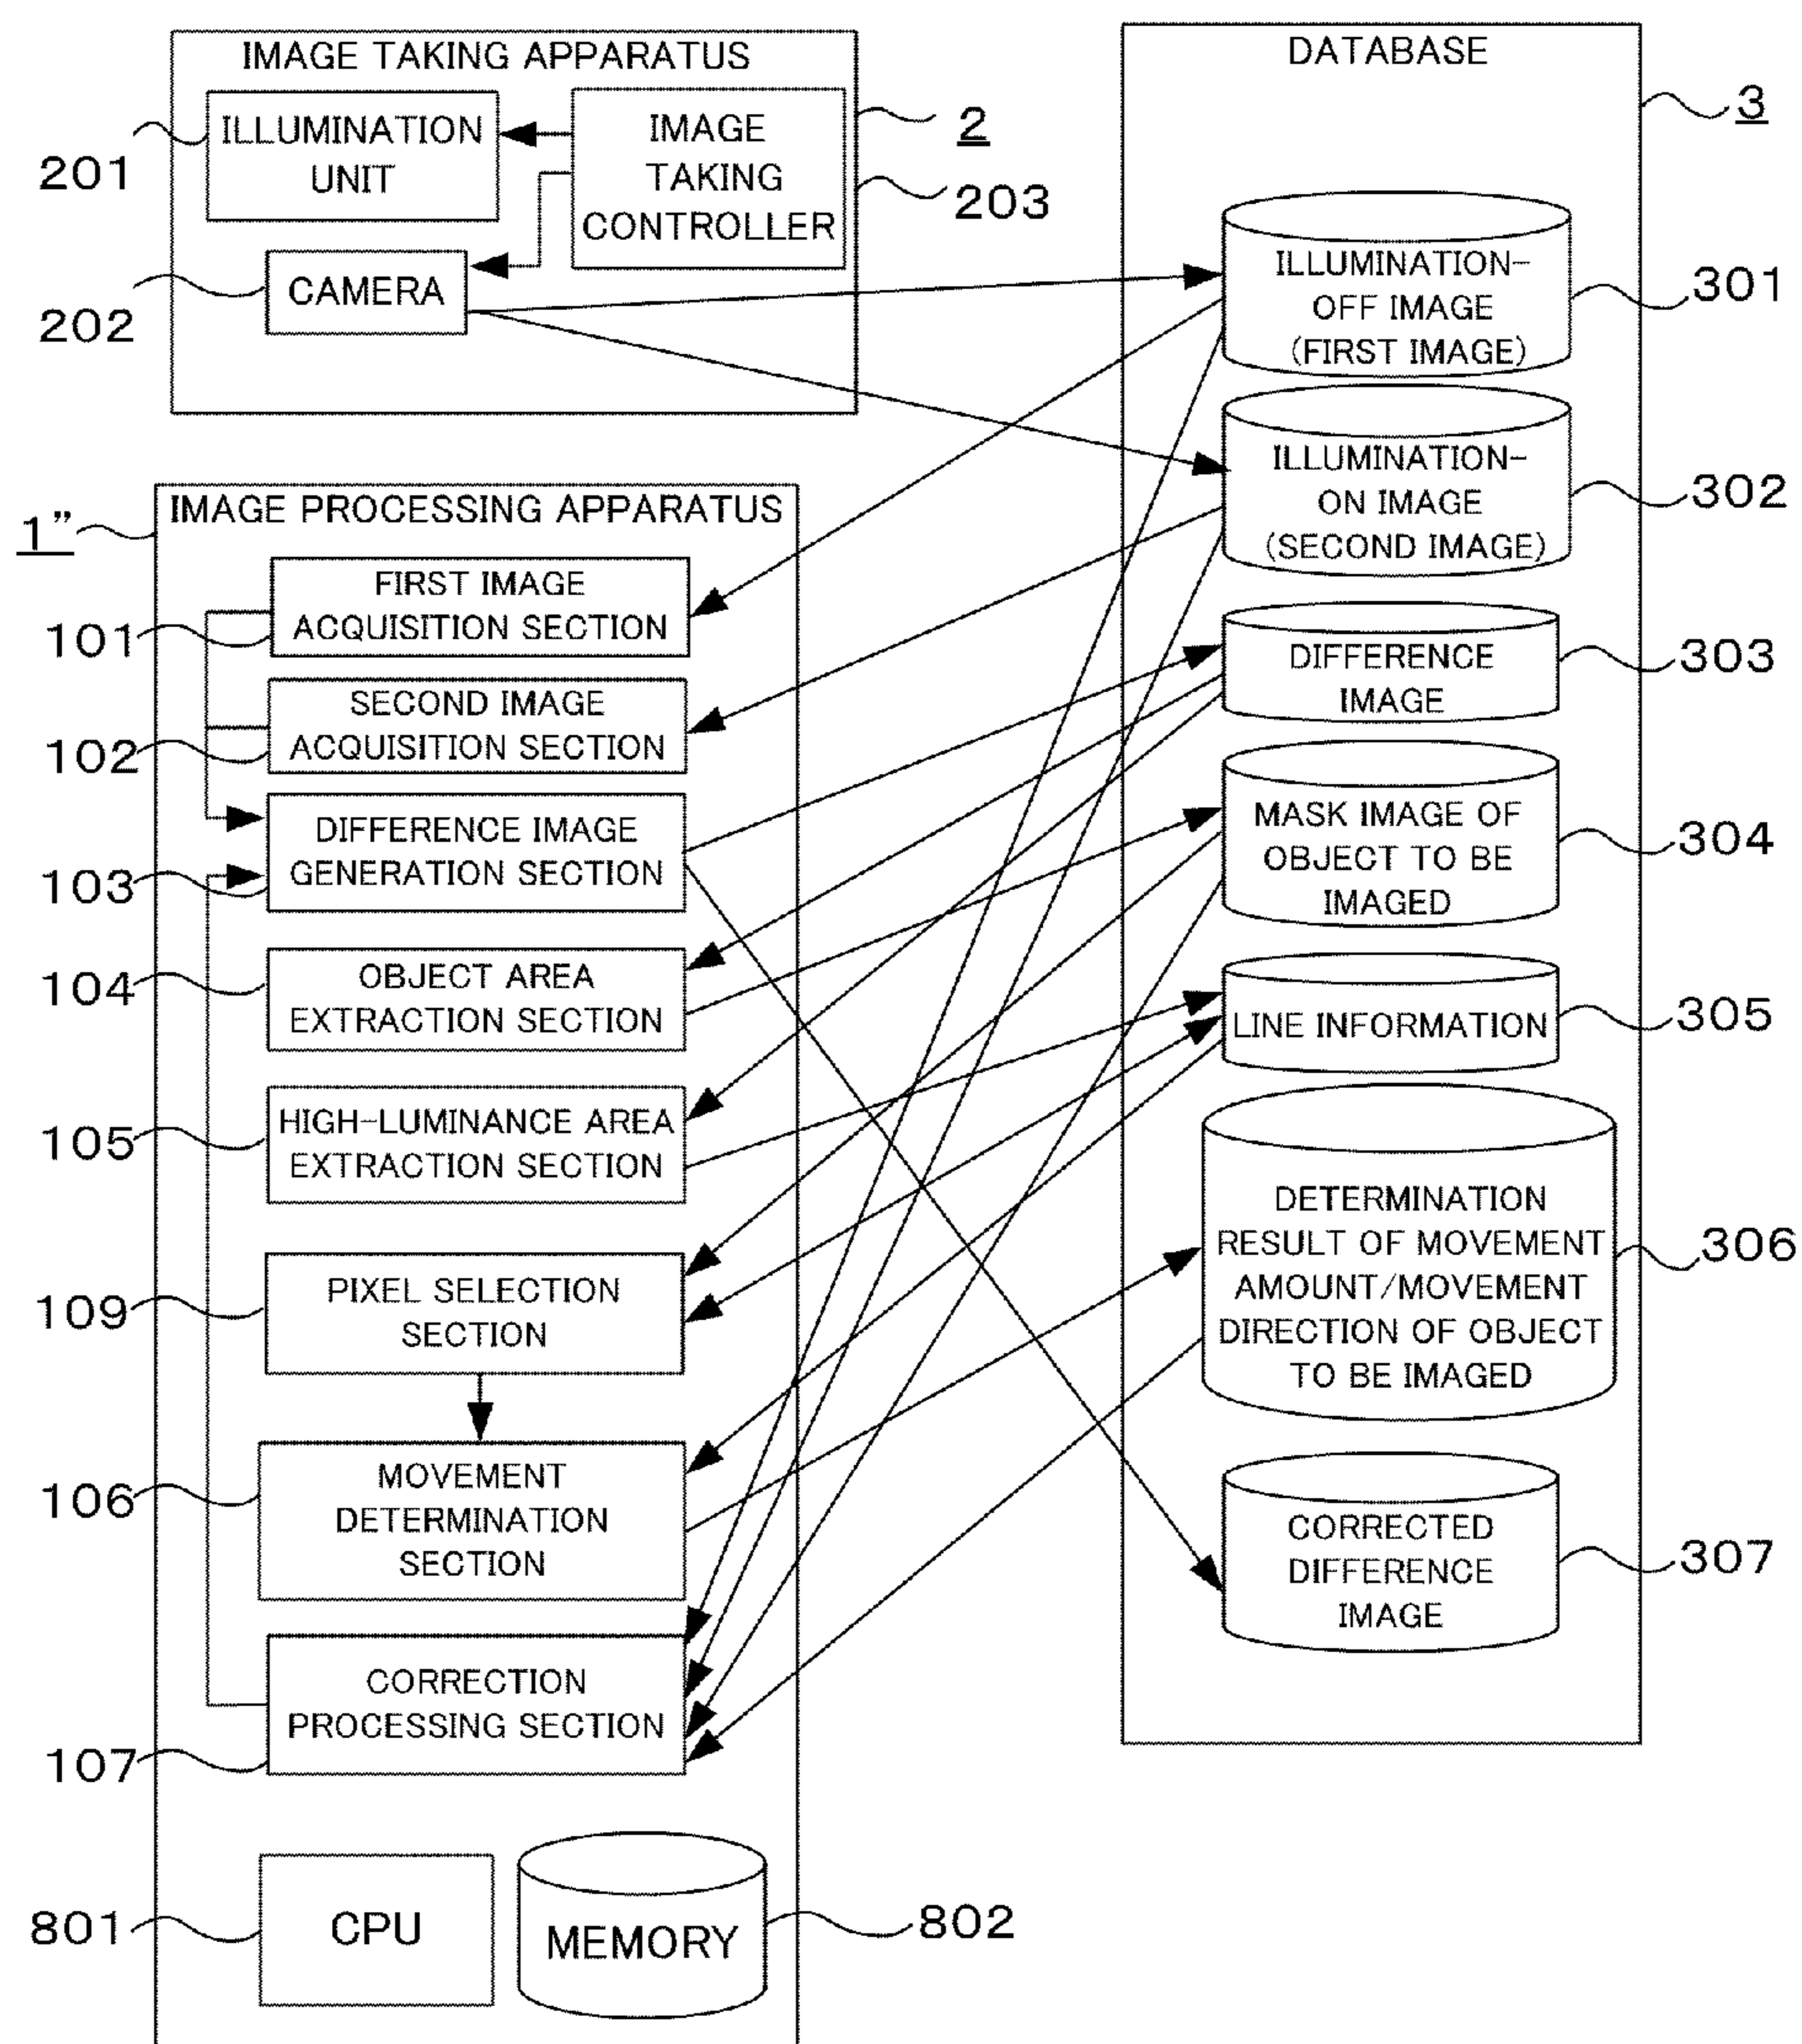 IMAGE TAKING APPARATUS
ILLUMINATION
UNIT
IMAGE
TAKING
CONTROLLER
CAMERA
201
202
2
203
DATABASE
3
ILLUMINATION-
OFF IMAGE
(FIRST IMAGE)
301
ILLUMINATION-
ON IMAGE
(SECOND IMAGE)
302
DIFFERENCE
IMAGE
303
MASK IMAGE OF
OBJECT TO BE
IMAGED
304
LINE INFORMATION
305
DETERMINATION
RESULT OF MOVEMENT
AMOUNT/MOVEMENT
DIRECTION OF OBJECT
TO BE IMAGED
306
CORRECTED
DIFFERENCE
IMAGE
307
1”
IMAGE PROCESSING APPARATUS
FIRST IMAGE
ACQUISITION SECTION
101
SECOND IMAGE
ACQUISITION SECTION
102
DIFFERENCE IMAGE
GENERATION SECTION
103
OBJECT AREA
EXTRACTION SECTION
104
HIGH-LUMINANCE AREA
EXTRACTION SECTION
105
PIXEL SELECTION
SECTION
109
MOVEMENT
DETERMINATION
SECTION
106
CORRECTION
PROCESSING SECTION
107
CPU
801
MEMORY
802